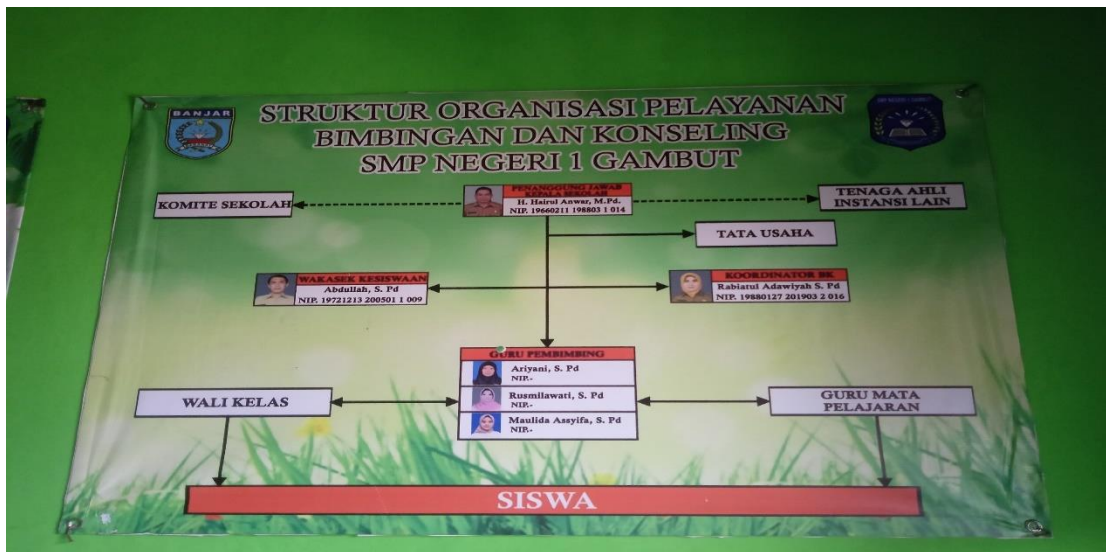 BANJAR
STRUKTUR ORGANISASI PELAYANAN
BIMBINGAN DAN KONSELING
SMP NEGERI 1 GAMBUT
KOMITE SEKOLAH
PENANGGUNG JAWAB
KEPALA SEKOLAH
H. Hairul Anwar, M.Pd.
NIP. 19660211 198803 1 014
TENAGA AHLI
INSTANSI LAIN
TATA USAHA
WAKASEK KESISWAAN
Abdullah, S. Pd
NIP. 19721213 200501 1 009
KOORDINATOR BK
Rabiatul Adawiyah S. Pd
NIP. 19880127 201903 2 016
GURU PEMBIMBING
Ariyani, S. Pd
NIP.-
Rusmilawati, S. Pd
NIP.-
Maulida Assyifa, S. Pd
NIP.-
WALI KELAS
GURU MATA
PELAJARAN
SISWA